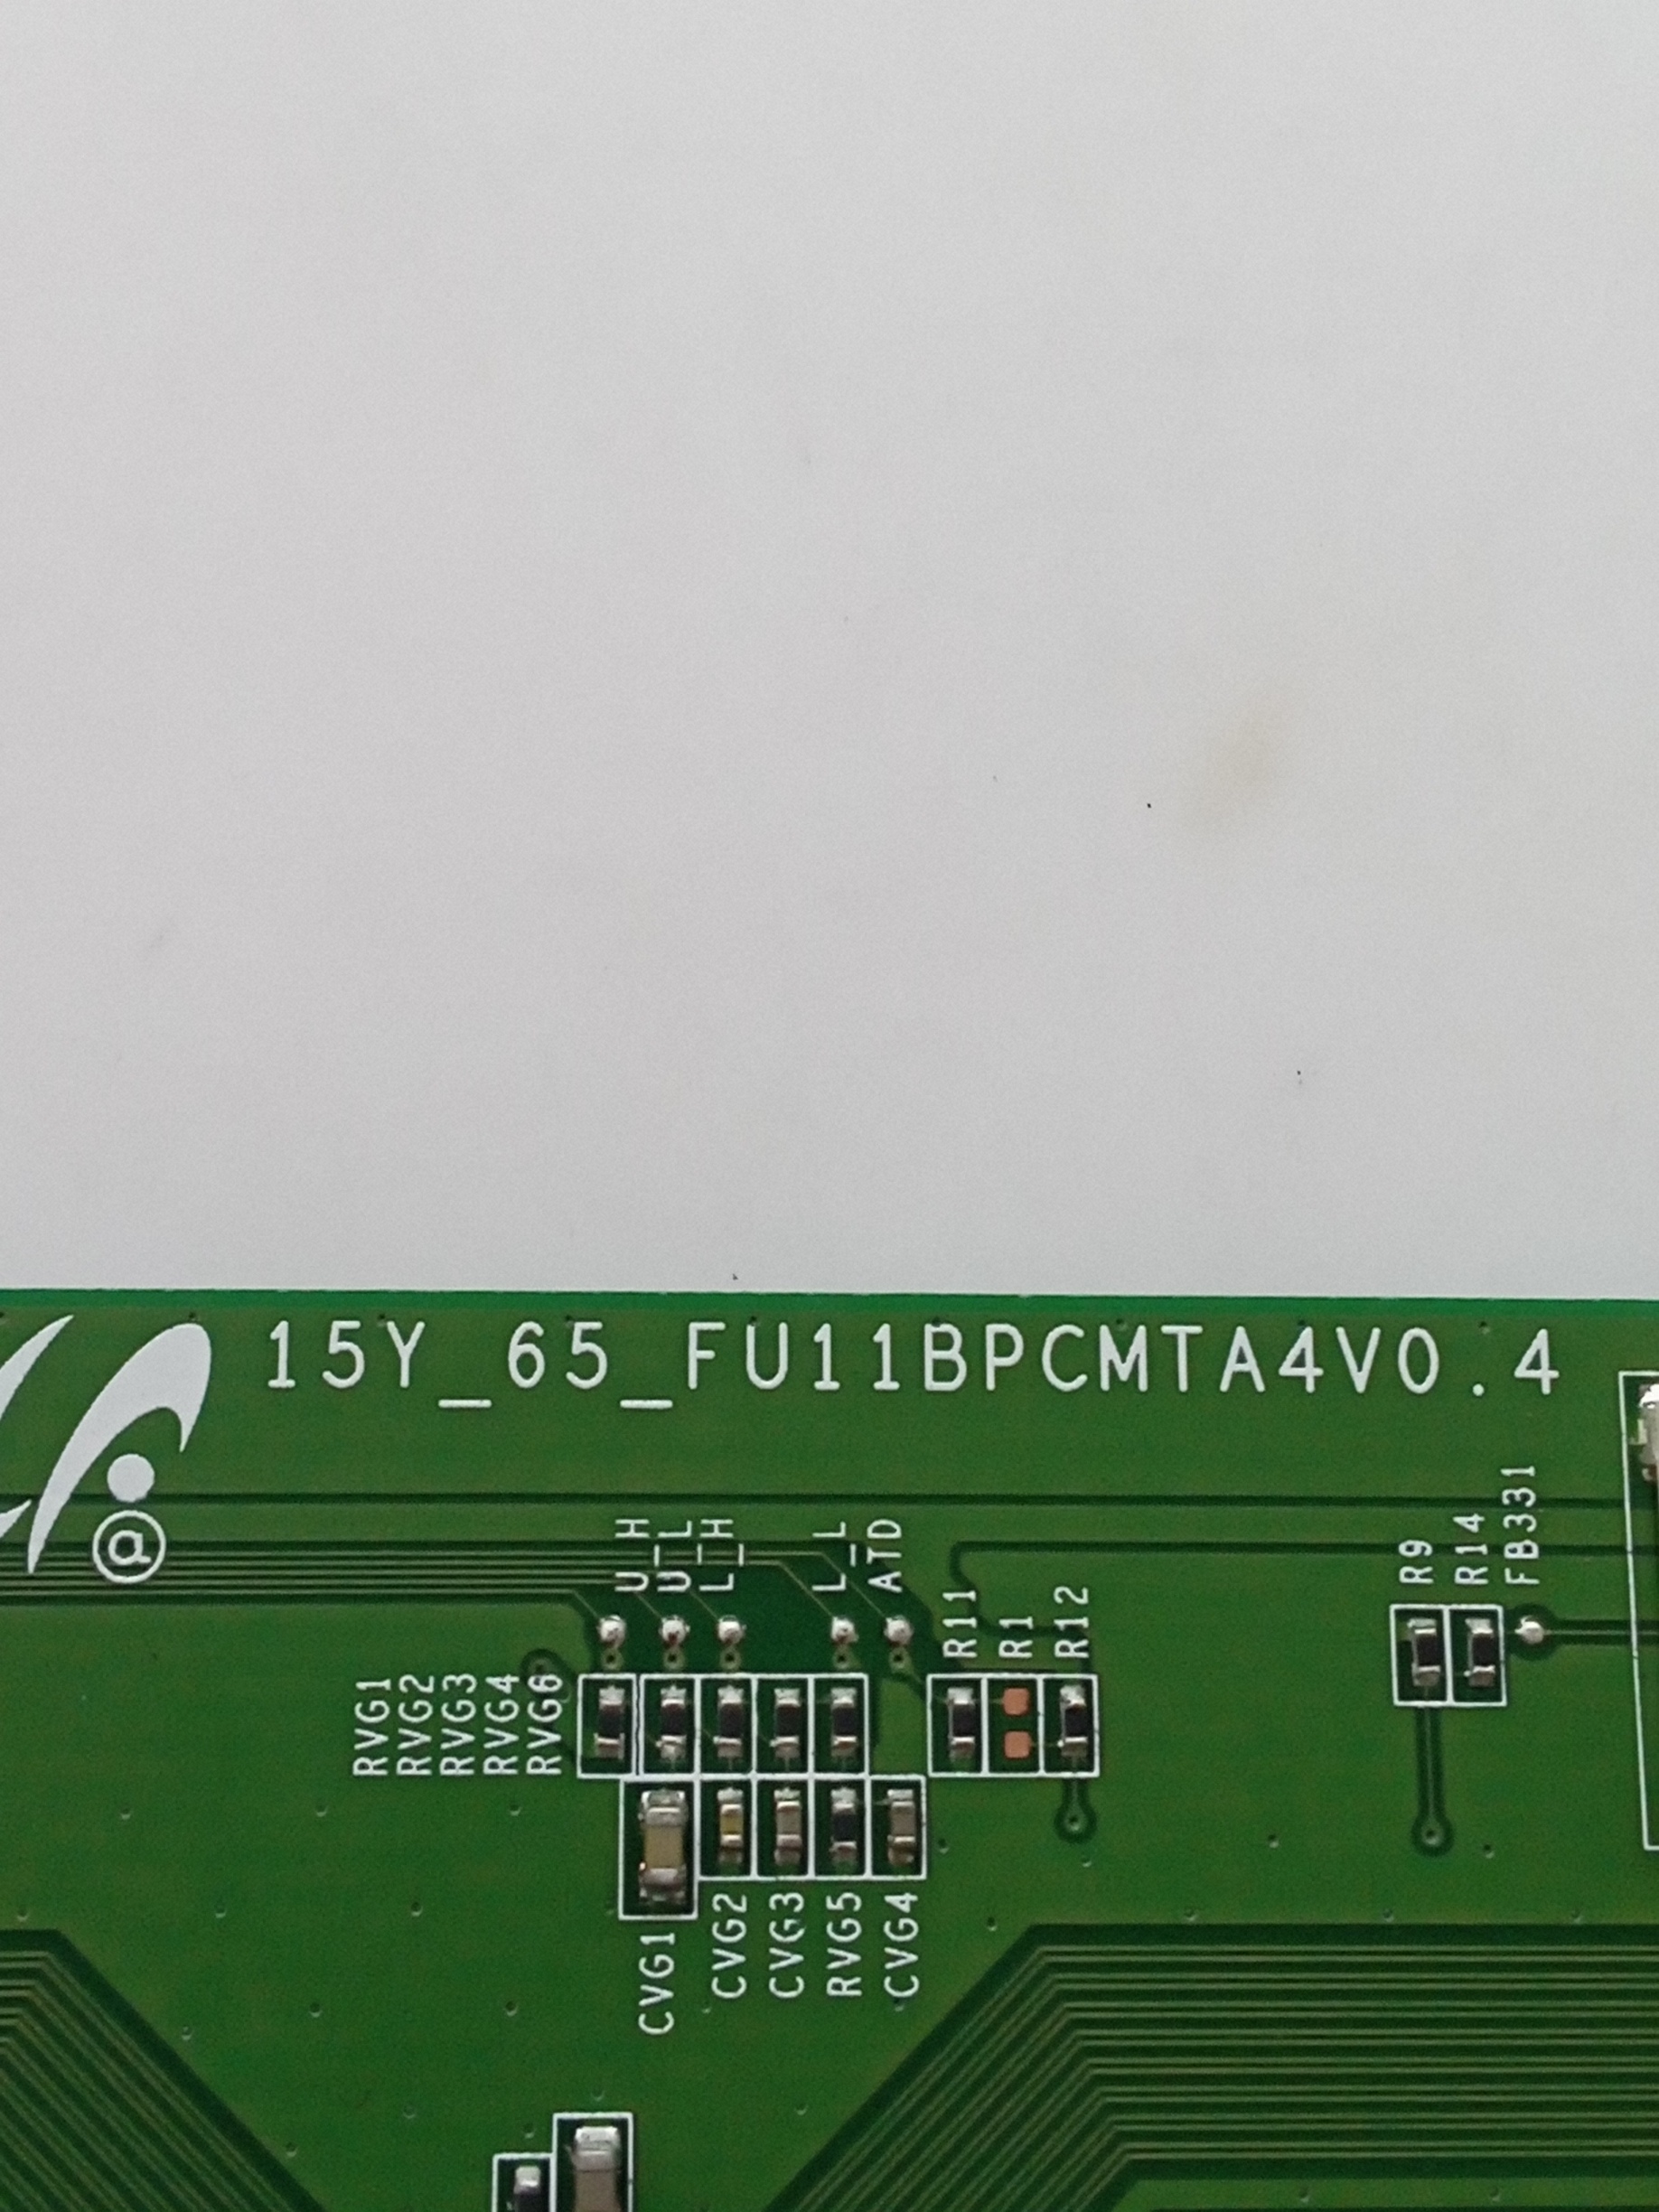 15Y_65_FU11BPCMTA4V0.4
@
U_H
U_L
L_H
L_L
ATD
R11
R1
R12
R9
R14
FB331
RVG1
RVG2
RVG3
RVG4
RVG6
CVG1
CVG2
CVG3
RVG5
CVG4